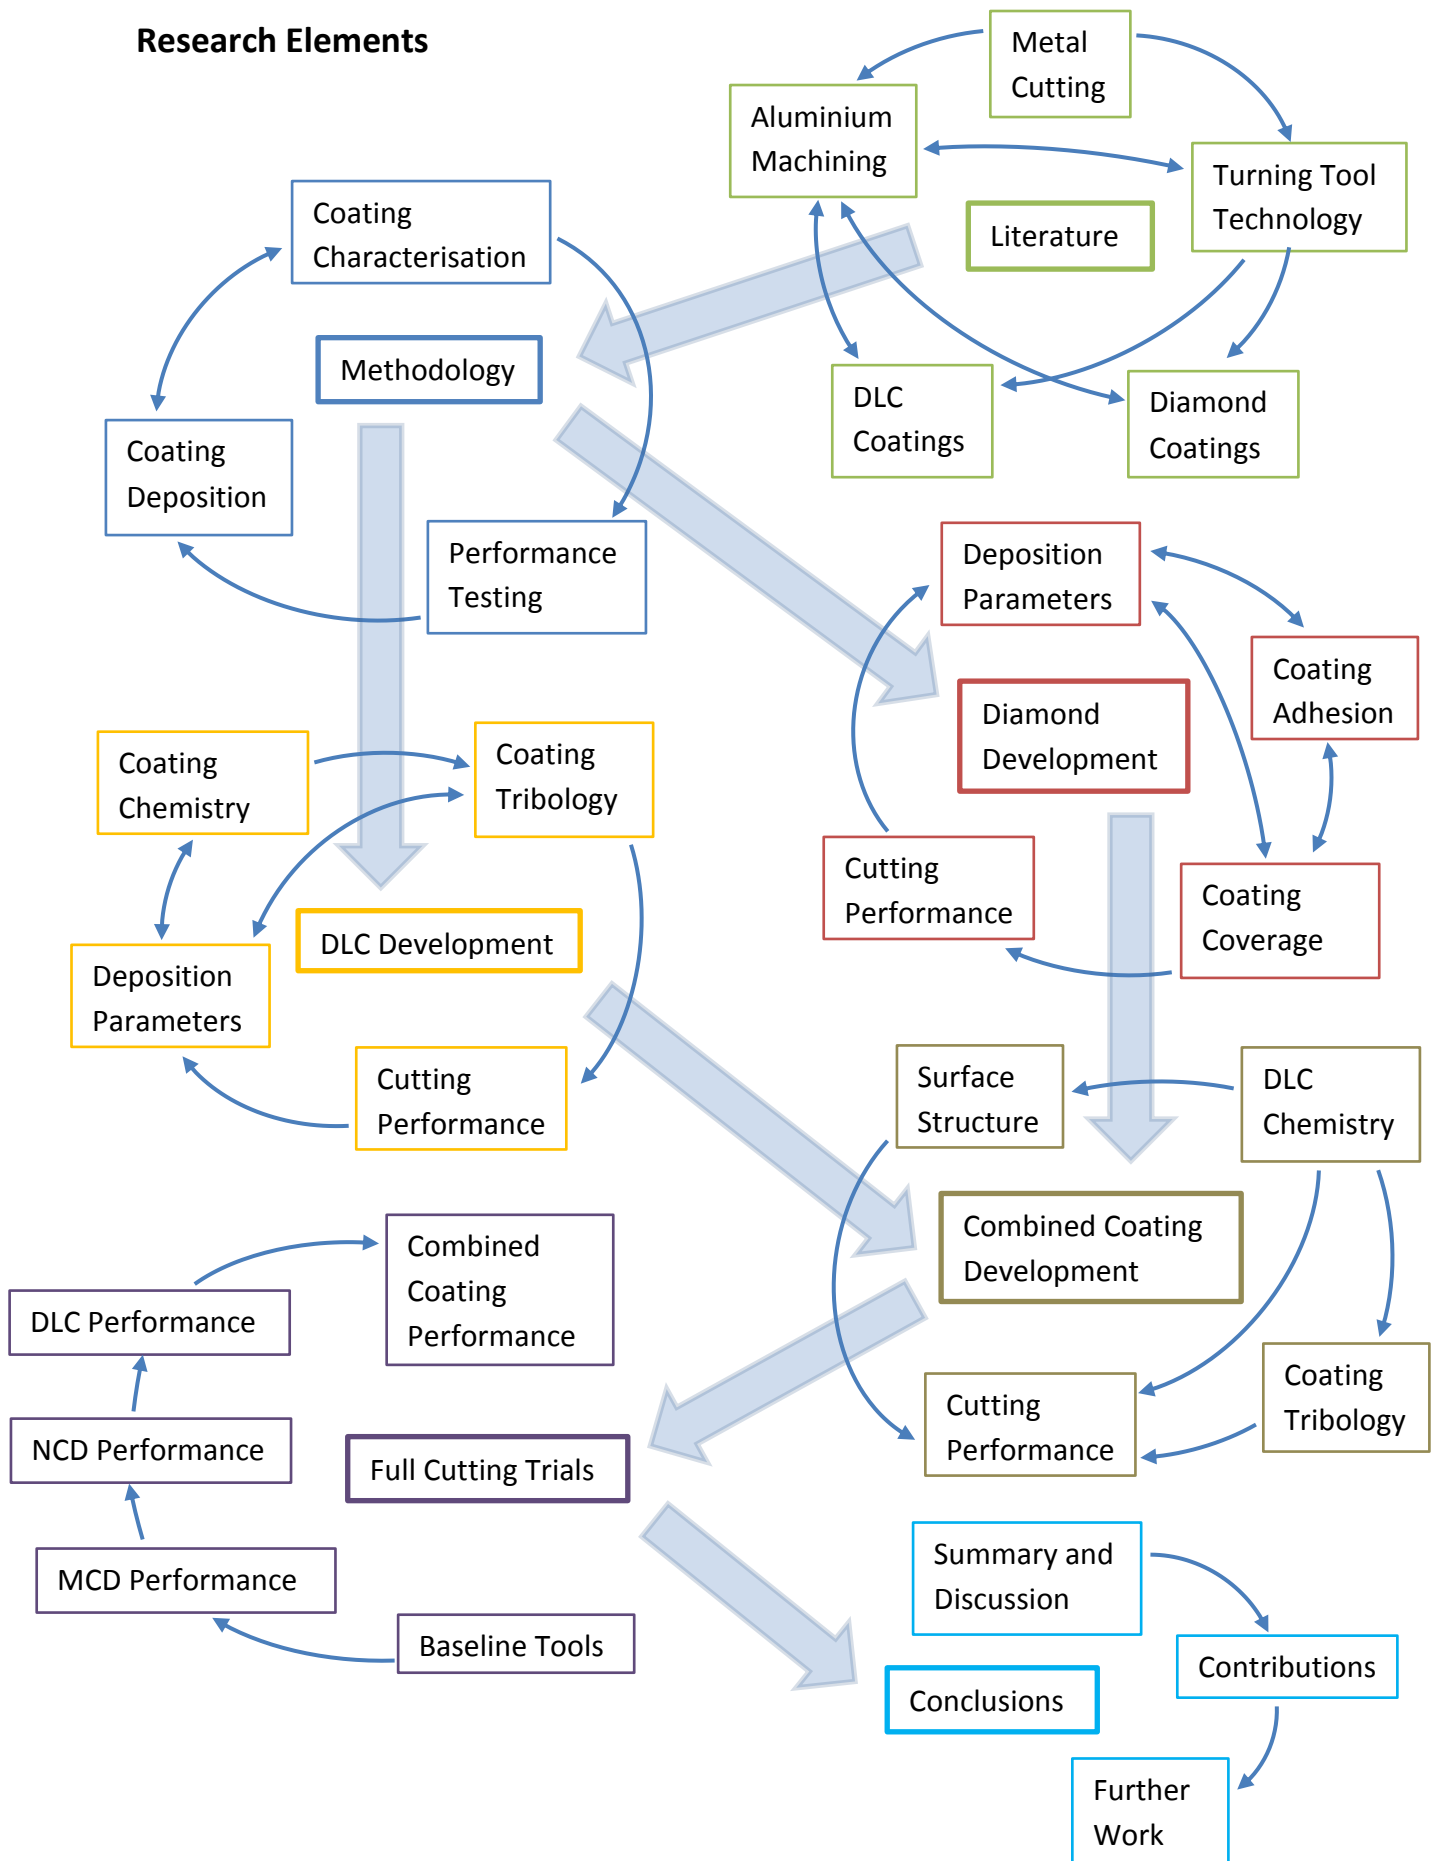 Research Elements
Metal
Cutting
Aluminium
Machining
Turning Tool
Technology
Literature
DLC
Coatings
Diamond
Coatings
Coating
Characterisation
Methodology
Coating
Deposition
Performance
Testing
Deposition
Parameters
Coating
Adhesion
Diamond
Development
Cutting
Performance
Coating
Coverage
Coating
Chemistry
Coating
Tribology
DLC Development
Deposition
Parameters
Cutting
Performance
Surface
Structure
DLC
Chemistry
Combined Coating
Development
Cutting
Performance
Coating
Tribology
Combined
Coating
Performance
DLC Performance
NCD Performance
Full Cutting Trials
MCD Performance
Baseline Tools
Summary and
Discussion
Contributions
Conclusions
Further
Work